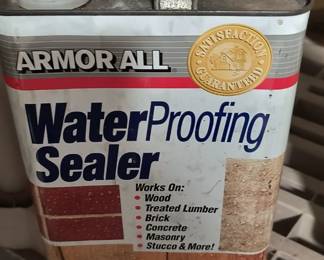 ARMOR ALL
SATISFACTION
GUARANTEED
WaterProofing
Sealer
Works On:
• Wood
• Treated Lumber
• Brick
• Concrete
• Masonry
• Stucco & More!